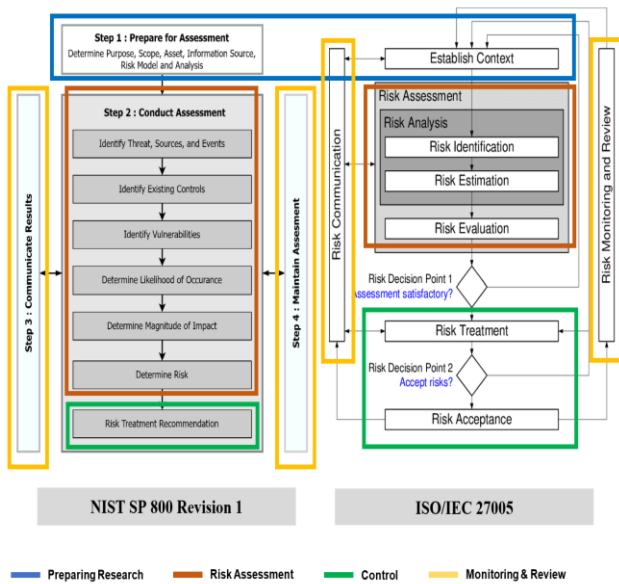 Step 1 : Prepare for Assessment
Determine Purpose, Scope, Asset, Information Source,
Risk Model and Analysis
Step 2 : Conduct Assessment
Identify Threat, Sources, and Events
Identify Existing Controls
Identify Vulnerabilities
Determine Likelihood of Occurance
Determine Magnitude of Impact
Determine Risk
Risk Treatment Recommendation
Step 3 : Communicate Results
Step 4 : Maintain Assesment
NIST SP 800 Revision 1
Establish Context
Risk Assessment
Risk Analysis
Risk Identification
Risk Estimation
Risk Evaluation
Risk Decision Point 1
Assessment satisfactory?
Risk Treatment
Risk Decision Point 2
Accept risks?
Risk Acceptance
Risk Communication
Risk Monitoring and Review
ISO/IEC 27005
Preparing Research
Risk Assessment
Control
Monitoring & Review